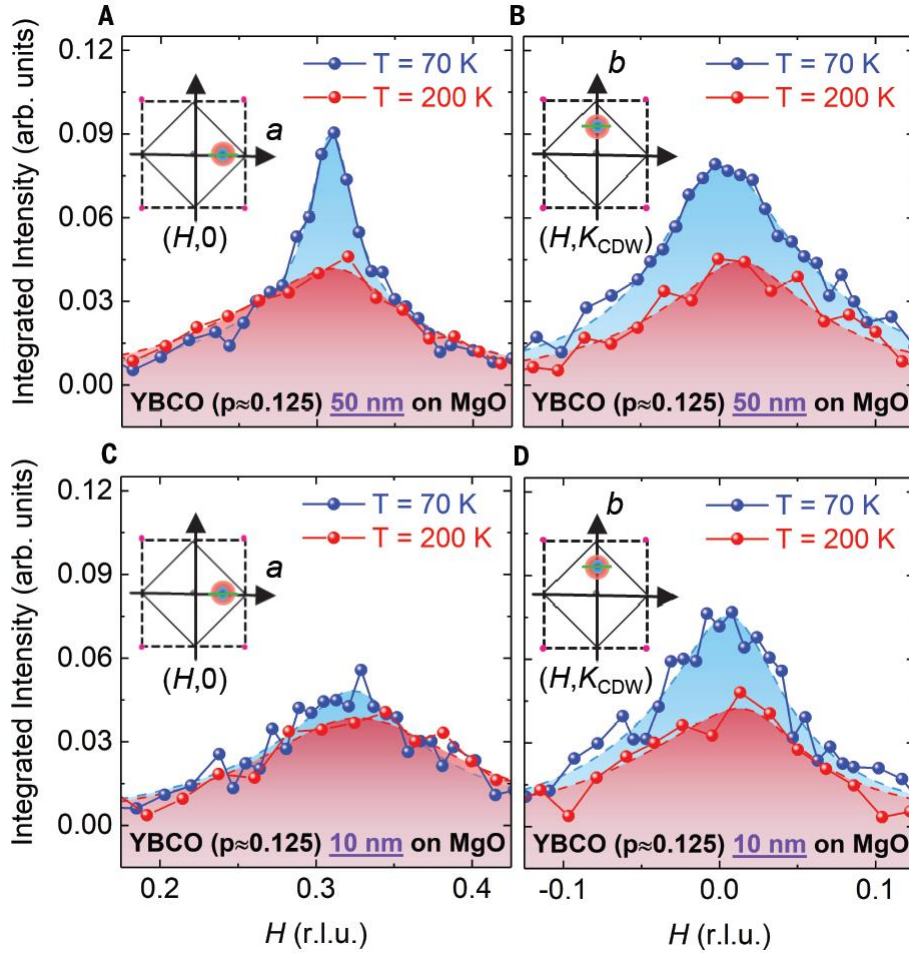 A
Integrated Intensity (arb. units)
0.12
0.09
0.06
0.03
0.00
T = 70 K
T = 200 K
a
(H,0)
YBCO (p≈0.125) 50 nm on MgO
B
T = 70 K
T = 200 K
b
(H,KCDW)
YBCO (p≈0.125) 50 nm on MgO
C
Integrated Intensity (arb. units)
0.12
0.09
0.06
0.03
0.00
T = 70 K
T = 200 K
a
(H,0)
YBCO (p≈0.125) 10 nm on MgO
0.2 0.3 0.4
H (r.l.u.)
D
T = 70 K
T = 200 K
b
(H,KCDW)
YBCO (p≈0.125) 10 nm on MgO
-0.1 0.0 0.1
H (r.l.u.)